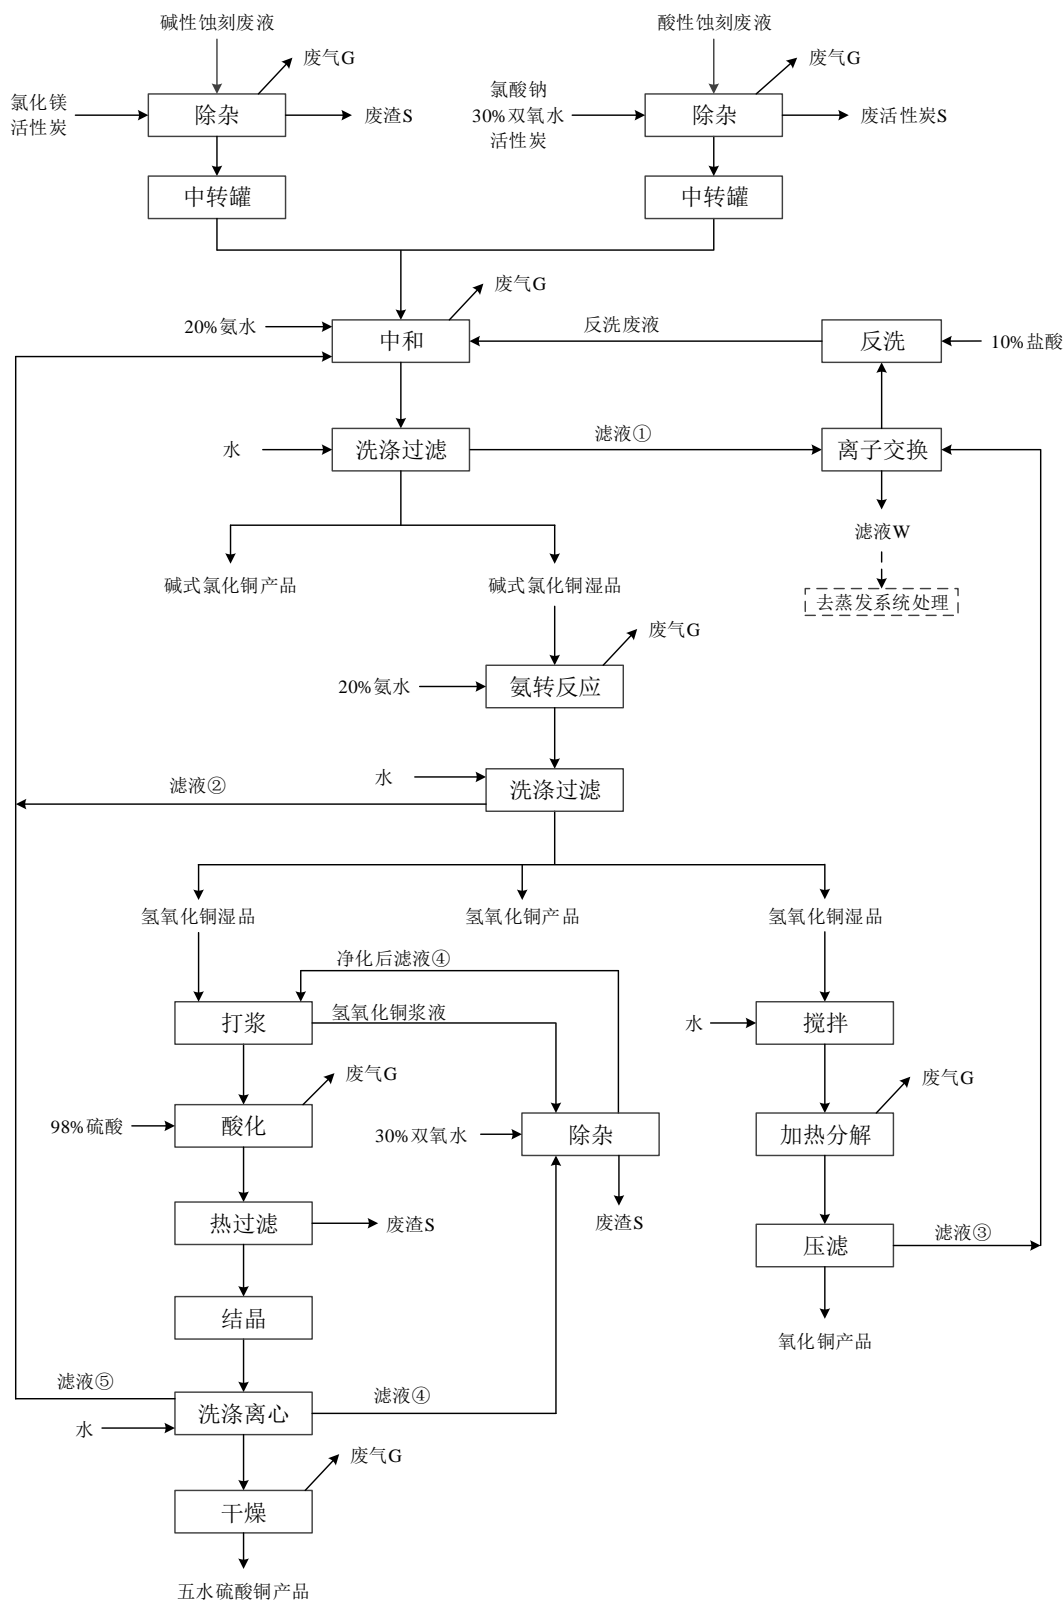 碱性蚀刻废液
酸性蚀刻废液
废气G
废气G
氯化镁
活性炭
除杂
废渣S
氯酸钠
30%双氧水
活性炭
除杂
废活性炭S
中转罐
中转罐
废气G
20%氨水
中和
反洗废液
反洗
10%盐酸
水
洗涤过滤
滤液①
离子交换
滤液W
去蒸发系统处理
碱式氯化铜产品
碱式氯化铜湿品
废气G
20%氨水
氨转反应
水
洗涤过滤
滤液②
氢氧化铜湿品
氢氧化铜产品
氢氧化铜湿品
净化后滤液④
打浆
氢氧化铜浆液
水
搅拌
废气G
废气G
98%硫酸
酸化
30%双氧水
除杂
加热分解
热过滤
废渣S
废渣S
压滤
滤液③
结晶
氧化铜产品
滤液⑤
水
洗涤离心
滤液④
废气G
干燥
五水硫酸铜产品